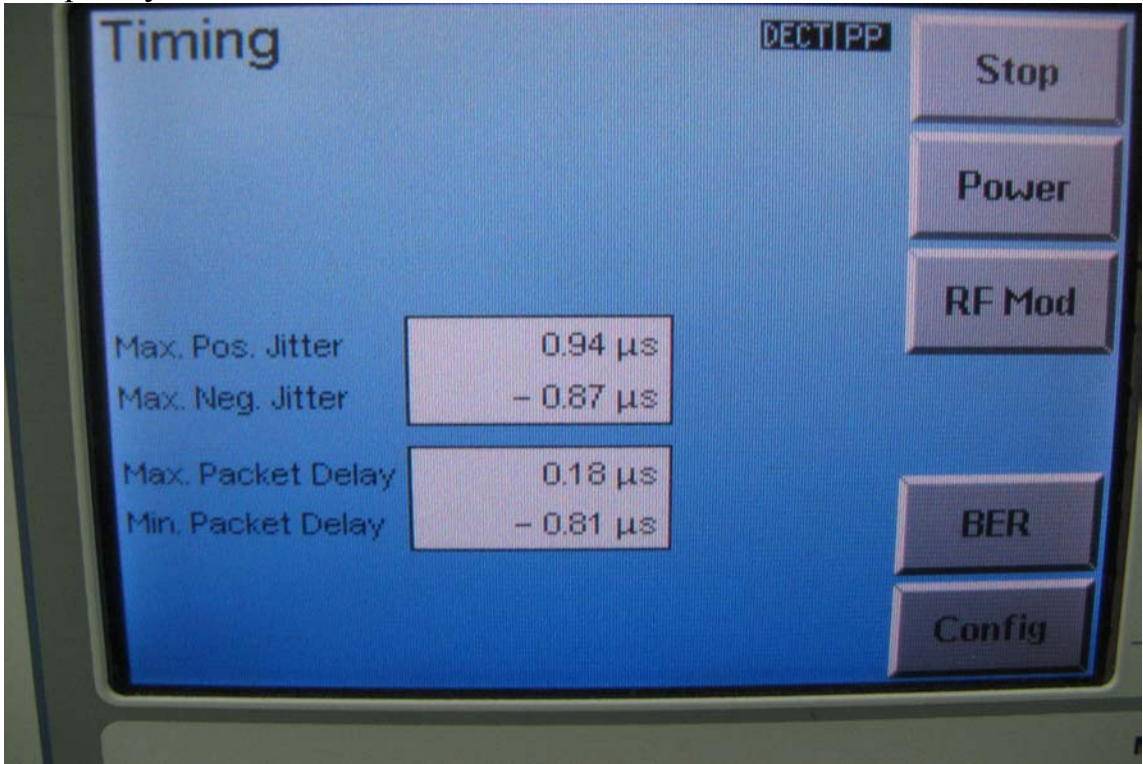 Timing
DECT PP
Stop
Power
RF Mod
Max. Pos. Jitter 0.94 µs
Max. Neg. Jitter – 0.87 µs
Max. Packet Delay 0.18 µs
Min. Packet Delay – 0.81 µs
BER
Config